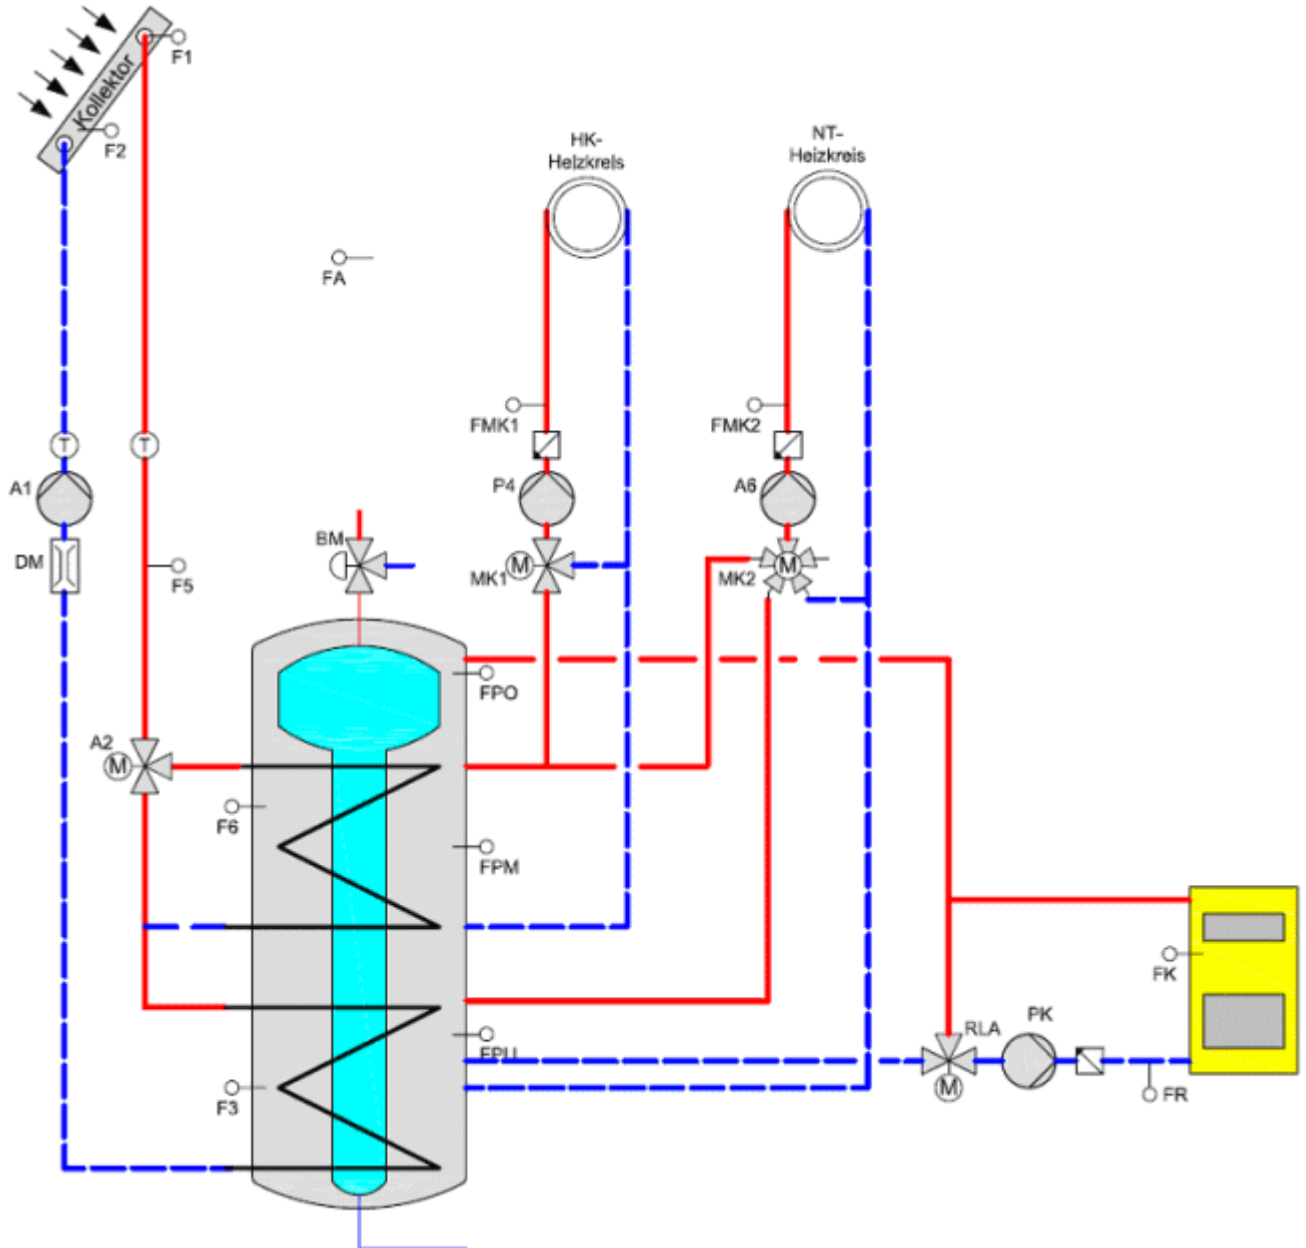 F1
Kollektor
F2
HK-
Heizkreis
NT-
Heizkreis
FA
FMK1
FMK2
T
T
A1
P4
A6
DM
F5
BM
M
MK1
M
MK2
FPO
A2
M
F6
FPM
FK
FPU
RLA
PK
F3
M
FR